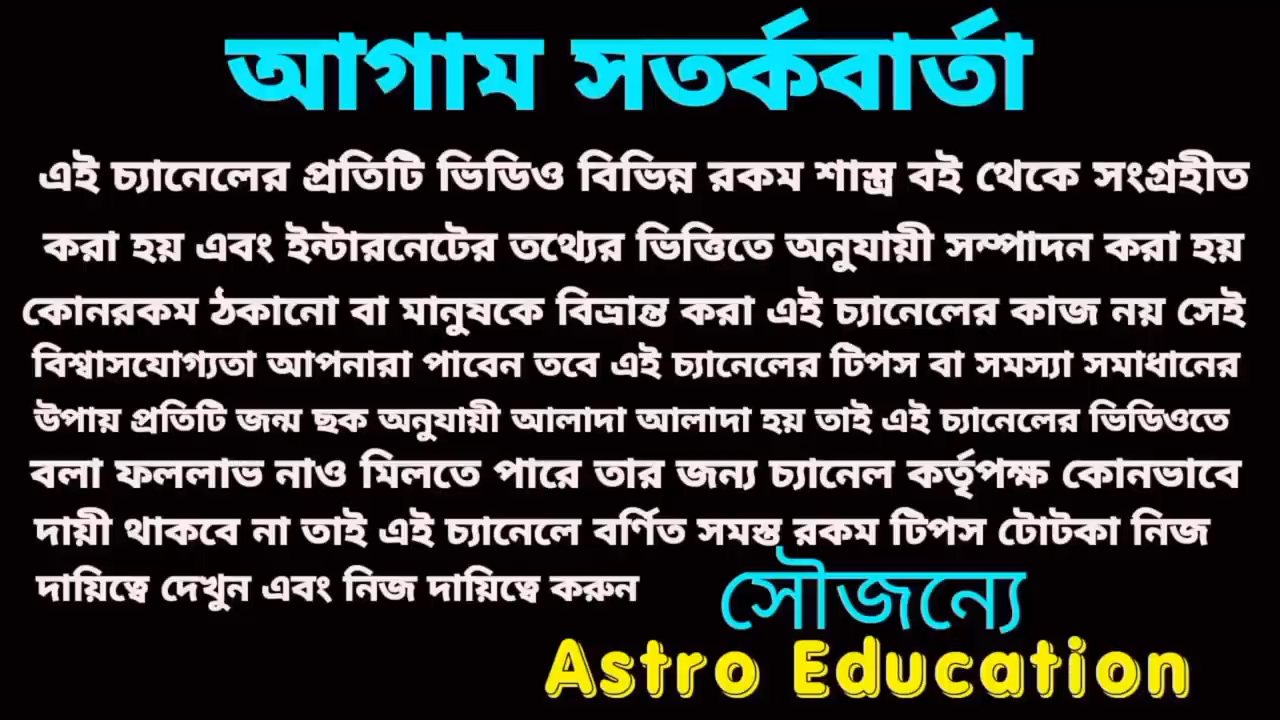 আগাম সতর্কবার্তা
এই চ্যানেলের প্রতিটি ভিডিও বিভিন্ন রকম শাস্ত্র বই থেকে সংগ্রহীত
করা হয় এবং ইন্টারনেটের তথ্যের ভিত্তিতে অনুযায়ী সম্পাদন করা হয়
কোনরকম ঠকানো বা মানুষকে বিভ্রান্ত করা এই চ্যানেলের কাজ নয় সেই
বিশ্বাসযোগ্যতা আপনারা পাবেন তবে এই চ্যানেলের টিপস বা সমস্যা সমাধানের
উপায় প্রতিটি জন্ম ছক অনুযায়ী আলাদা আলাদা হয় তাই এই চ্যানেলের ভিডিওতে
বলা ফললাভ নাও মিলতে পারে তার জন্য চ্যানেল কর্তৃপক্ষ কোনভাবে
দায়ী থাকবে না তাই এই চ্যানেলে বর্ণিত সমস্ত রকম টিপস টোটকা নিজ
দায়িত্বে দেখুন এবং নিজ দায়িত্বে করুন
সৌজন্যে
Astro Education